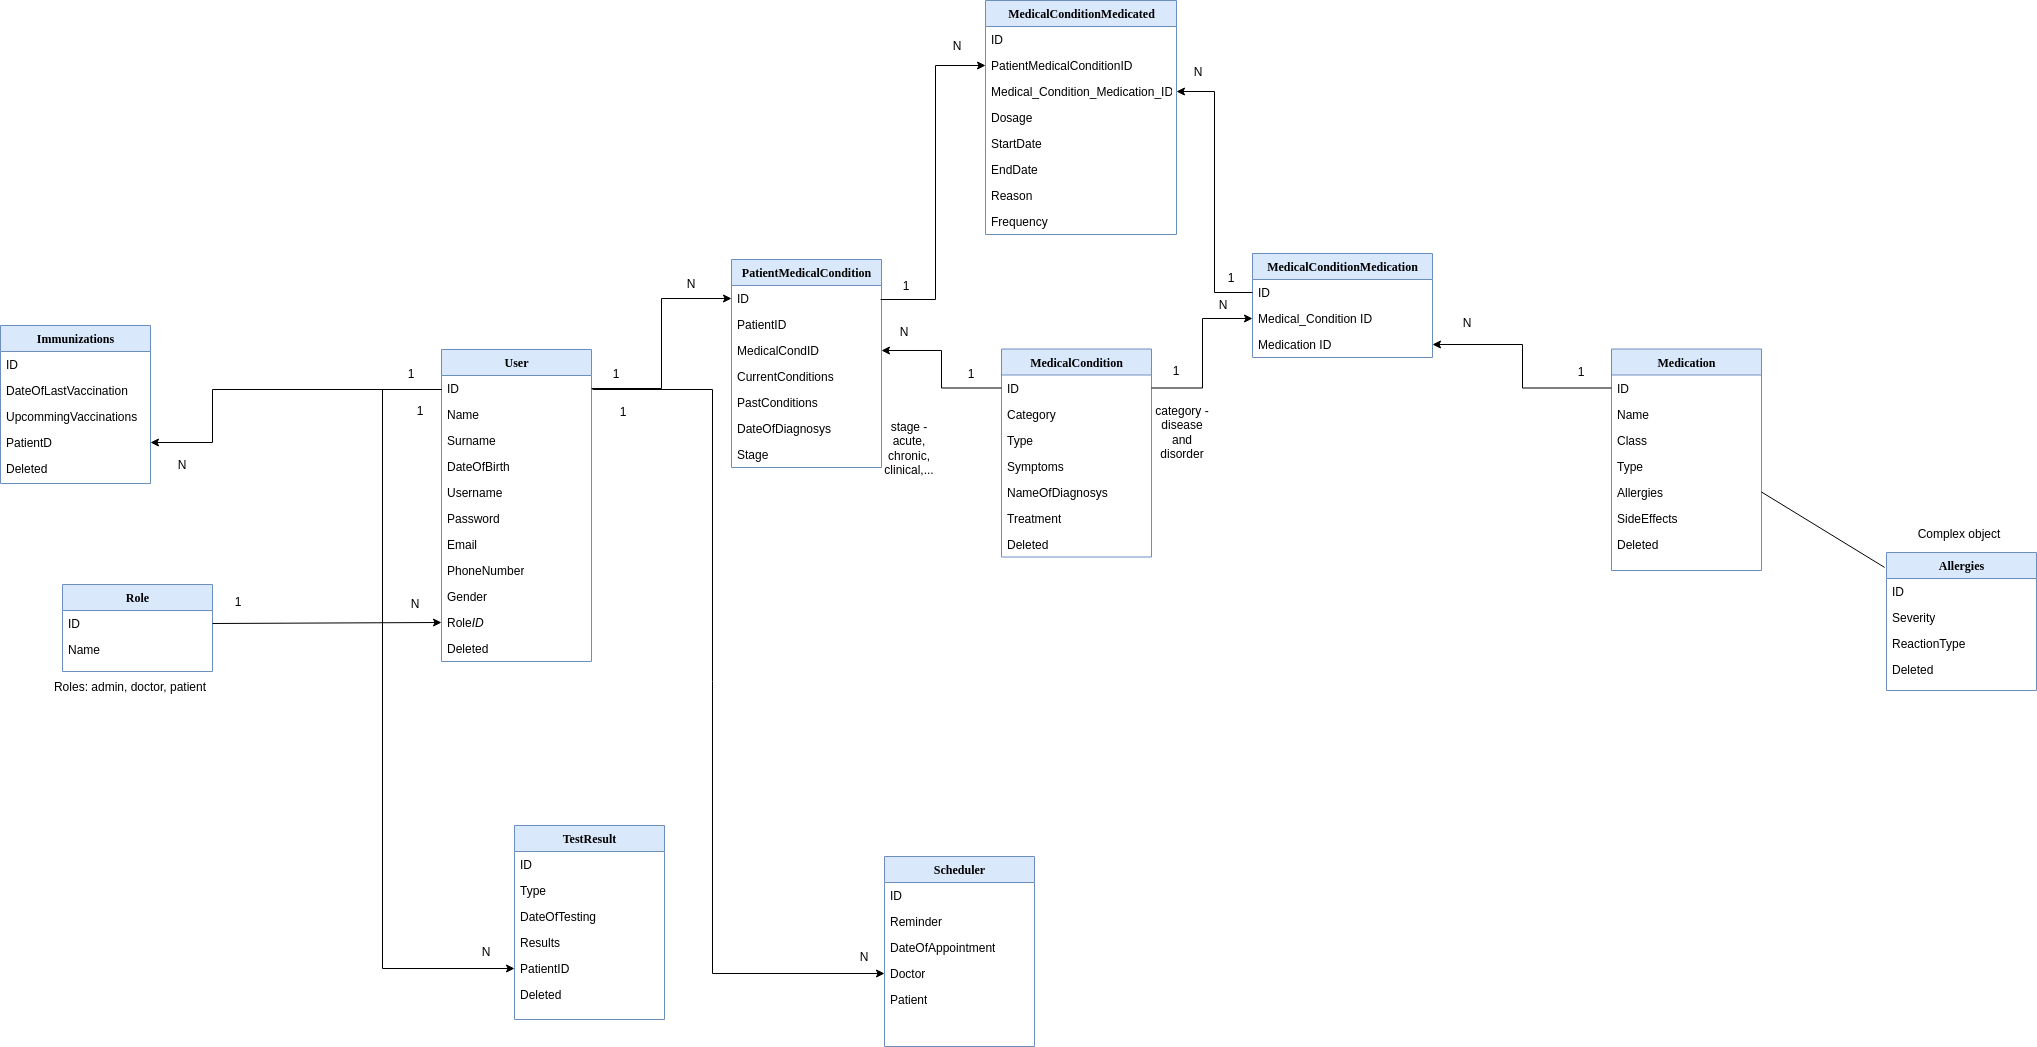 MedicalConditionMedicated
ID
PatientMedicalConditionID
Medical_Condition_Medication_ID
Dosage
StartDate
EndDate
Reason
Frequency
N
N
1
1
N
PatientMedicalCondition
ID
PatientID
MedicalCondID
CurrentConditions
PastConditions
DateOfDiagnosys
Stage
N
N
1
stage -
acute,
chronic,
clinical,...
MedicalConditionMedication
ID
Medical_Condition ID
Medication ID
N
1
1
Immunizations
ID
DateOfLastVaccination
UpcommingVaccinations
PatientD
Deleted
N
1
1
User
ID
Name
Surname
DateOfBirth
Username
Password
Email
PhoneNumber
Gender
RoleID
Deleted
1
1
MedicalCondition
ID
Category
Type
Symptoms
NameOfDiagnosys
Treatment
Deleted
category -
disease
and
disorder
Medication
ID
Name
Class
Type
Allergies
SideEffects
Deleted
Complex object
Allergies
ID
Severity
ReactionType
Deleted
Role
ID
Name
1
N
Roles: admin, doctor, patient
TestResult
ID
Type
DateOfTesting
Results
PatientID
Deleted
N
Scheduler
ID
Reminder
DateOfAppointment
Doctor
Patient
N